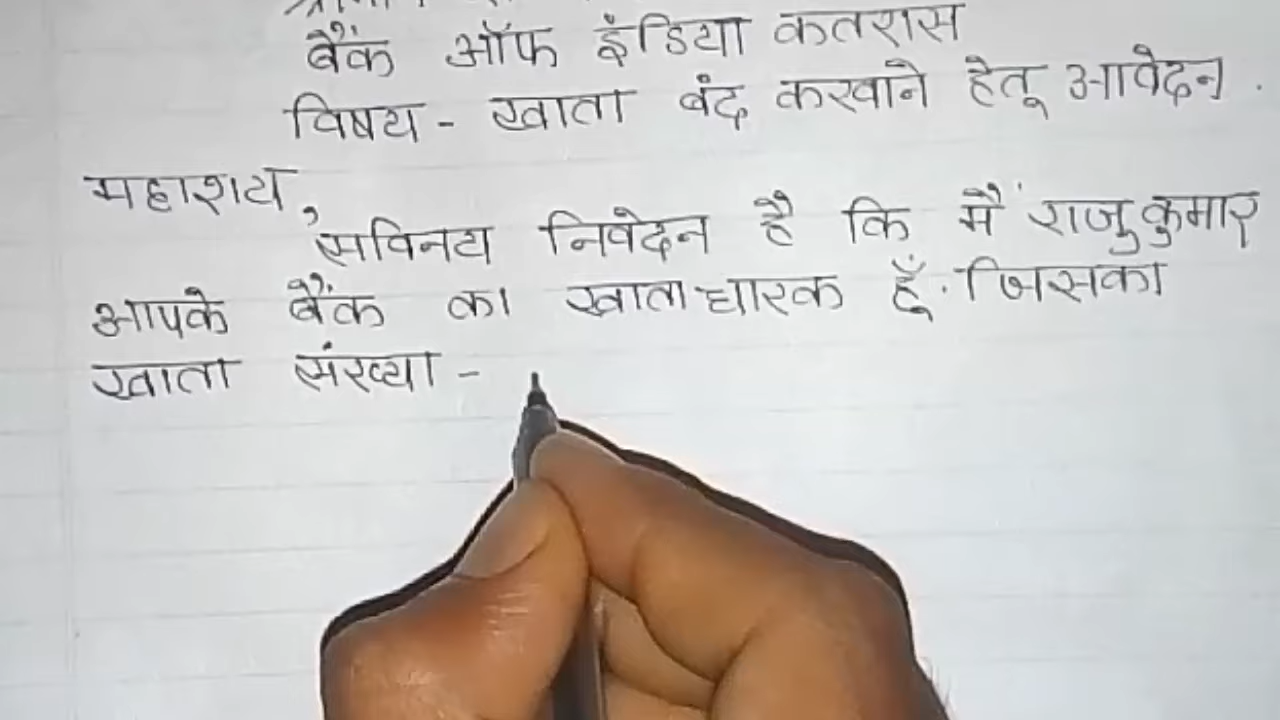 बैंक ऑफ इंडिया कतरास
विषय - खाता बंद करवाने हेतू आवेदन .
महाशय,
सविनय निवेदन है कि मैं राजु कुमार
आपके बैंक का खाताधारक हूँ. जिसका
खाता संख्या -